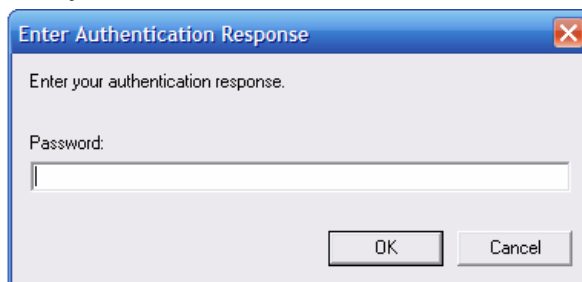 Enter Authentication Response
Enter your authentication response.
Password:
OK Cancel